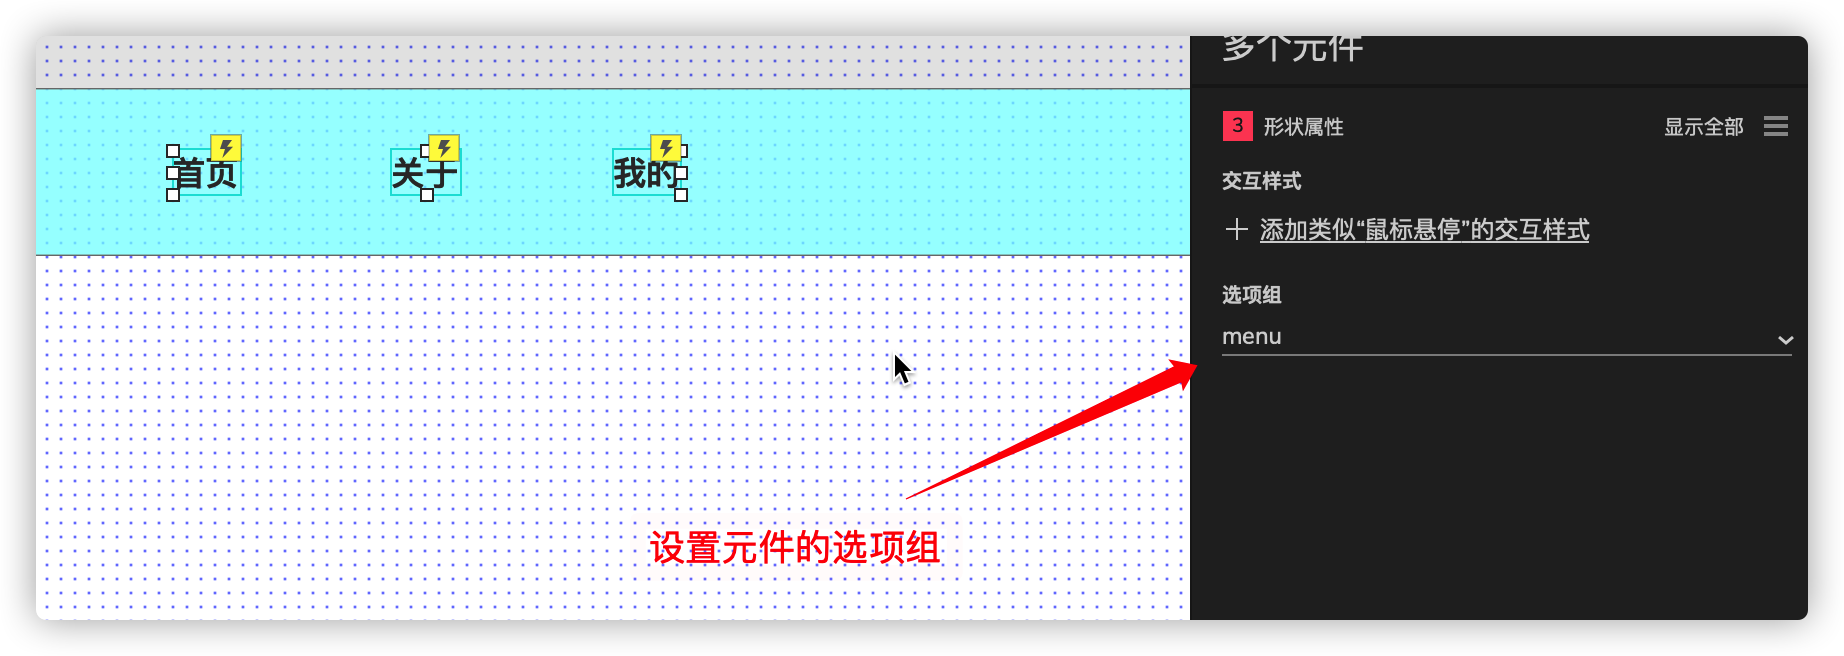 多个元件
3 形状属性 显示全部
首页 关于 我的
交互样式
添加类似“鼠标悬停”的交互样式
选项组
menu
设置元件的选项组